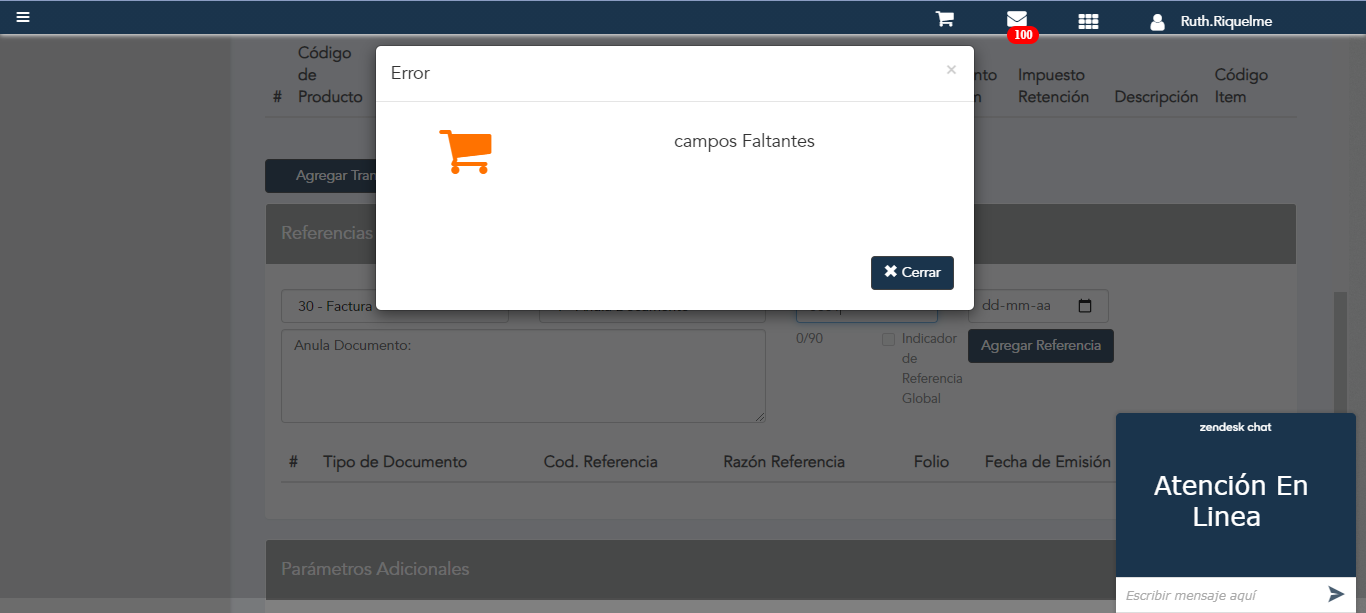 Ruth.Riquelme
100
Error
×
campos Faltantes
Cerrar
Código
de
Producto
#
Impuesto
Retención
Descripción
Código
Item
Agregar
Referencias
30 - Factura
dd-mm-aa
Anula Documento:
0/90
Indicador
de
Referencia
Global
Agregar Referencia
# Tipo de Documento Cod. Referencia Razón Referencia Folio Fecha de Emisión
Parámetros Adicionales
zendesk chat
Atención En
Linea
Escribir mensaje aquí